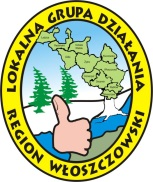 LOKALNA GRUPA DZIAŁANIA
REGION WŁOSZCZOWSKI